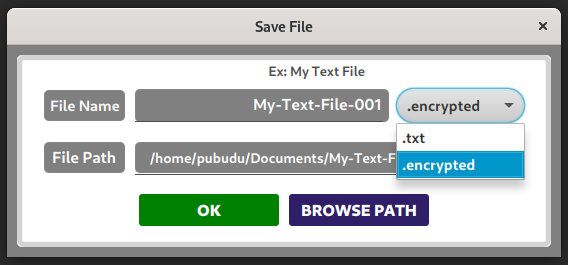 Save File
Ex: My Text File
File Name
My-Text-File-001
.encrypted
.txt
.encrypted
File Path
/home/pubudu/Documents/My-Text-F
OK
BROWSE PATH